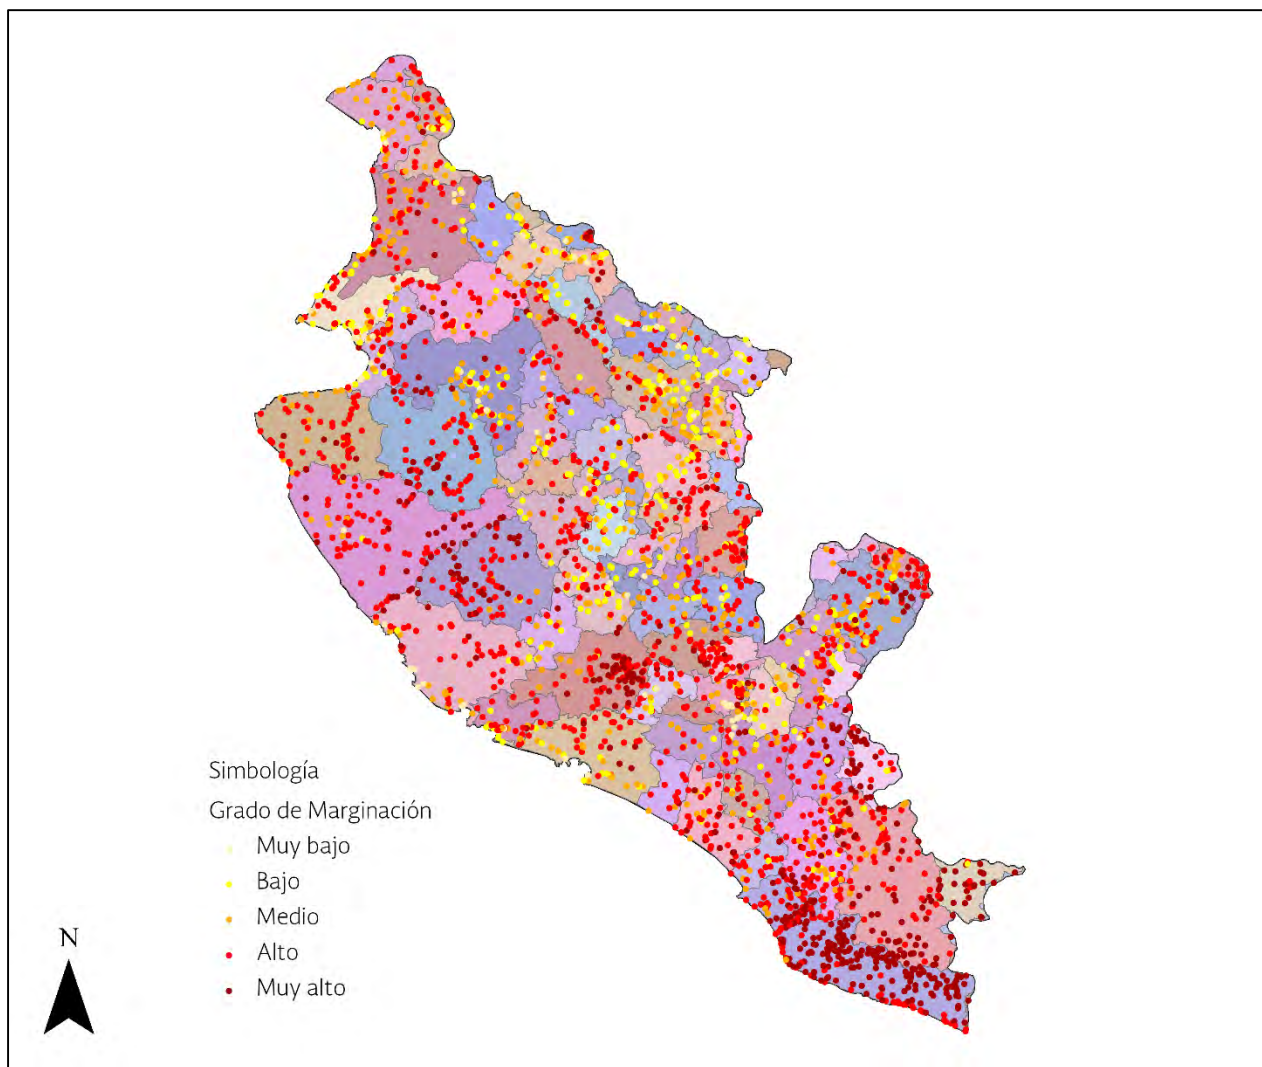 Simbología
Grado de Marginación
Muy bajo
Bajo
Medio
Alto
Muy alto
N